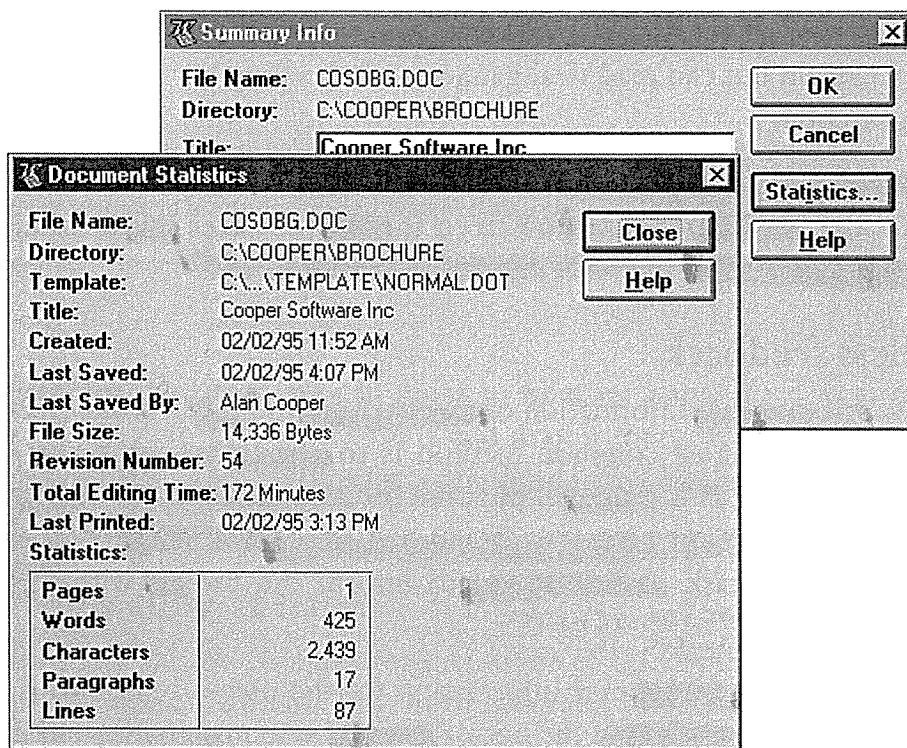 Summary Info
File Name: COSOBG.DOC
Directory: C:\COOPER\BROCHURE
Title: Cooper Software Inc
OK
Cancel
Statistics...
Help
Document Statistics
File Name: COSOBG.DOC
Directory: C:\COOPER\BROCHURE
Template: C:\...\TEMPLATE\NORMAL.DOT
Title: Cooper Software Inc
Created: 02/02/95 11:52 AM
Last Saved: 02/02/95 4:07 PM
Last Saved By: Alan Cooper
File Size: 14,336 Bytes
Revision Number: 54
Total Editing Time: 172 Minutes
Last Printed: 02/02/95 3:13 PM
Statistics:
Pages 1
Words 425
Characters 2,439
Paragraphs 17
Lines 87
Close
Help